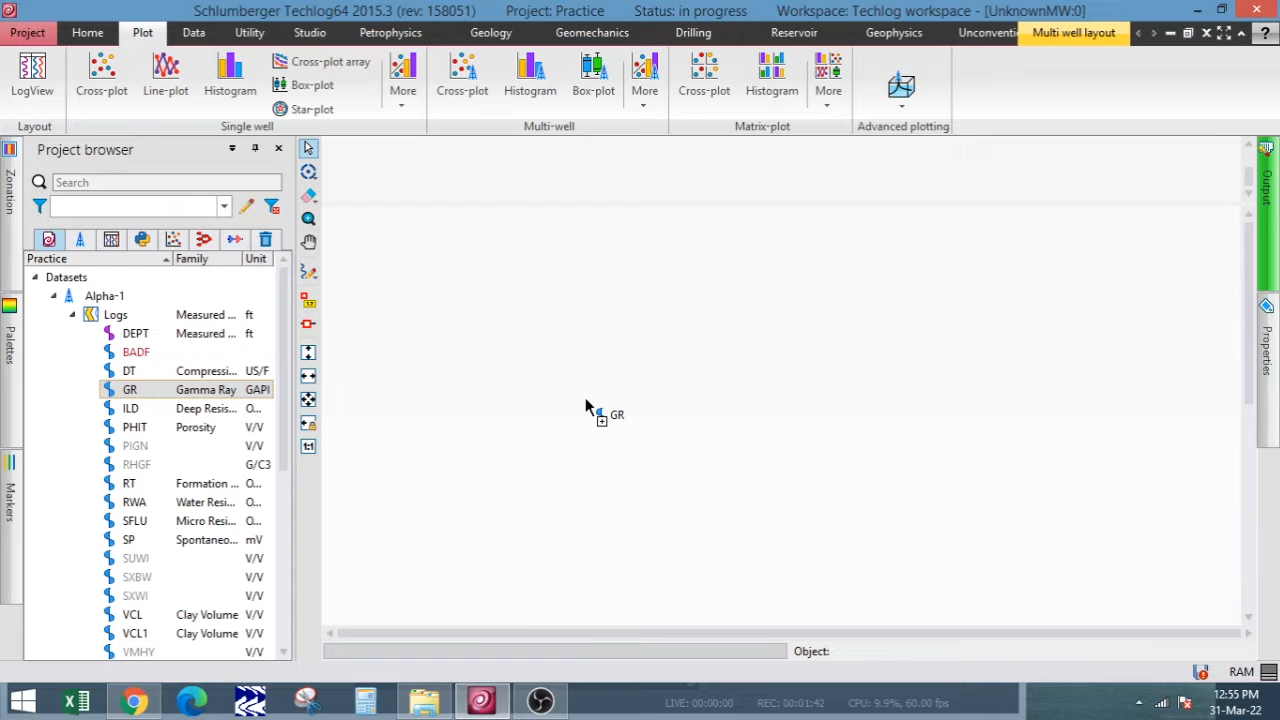 Schlumberger Techlog64 2015.3 (rev: 158051) Project: Practice Status: in progress Workspace: Techlog workspace - [UnknownMW:0]
Project Home Plot Data Utility Studio Petrophysics Geology Geomechanics Drilling Reservoir Geophysics Unconventi Multi well layout ?
LogView Cross-plot Line-plot Histogram Cross-plot array Box-plot Star-plot More Cross-plot Histogram Box-plot More Cross-plot Histogram More
Layout Single well Multi-well Matrix-plot Advanced plotting
Zonation
Palettes
Markers
Project browser
Search
Practice Family Unit
Datasets
Alpha-1
Logs Measured ... ft
DEPT Measured ... ft
BADF
DT Compressi... US/F
GR Gamma Ray GAPI
ILD Deep Resis... O...
PHIT Porosity V/V
PIGN V/V
RHGF G/C3
RT Formation ... O...
RWA Water Resi... O...
SFLU Micro Resi... O...
SP Spontaneo... mV
SUWI V/V
SXBW V/V
SXWI V/V
VCL Clay Volume V/V
VCL1 Clay Volume V/V
VMHY V/V
1:1
GR
Output
Properties
Object:
RAM
LIVE: 00:00:00 REC: 00:01:42 CPU: 9.9%, 60.00 fps
12:55 PM
31-Mar-22